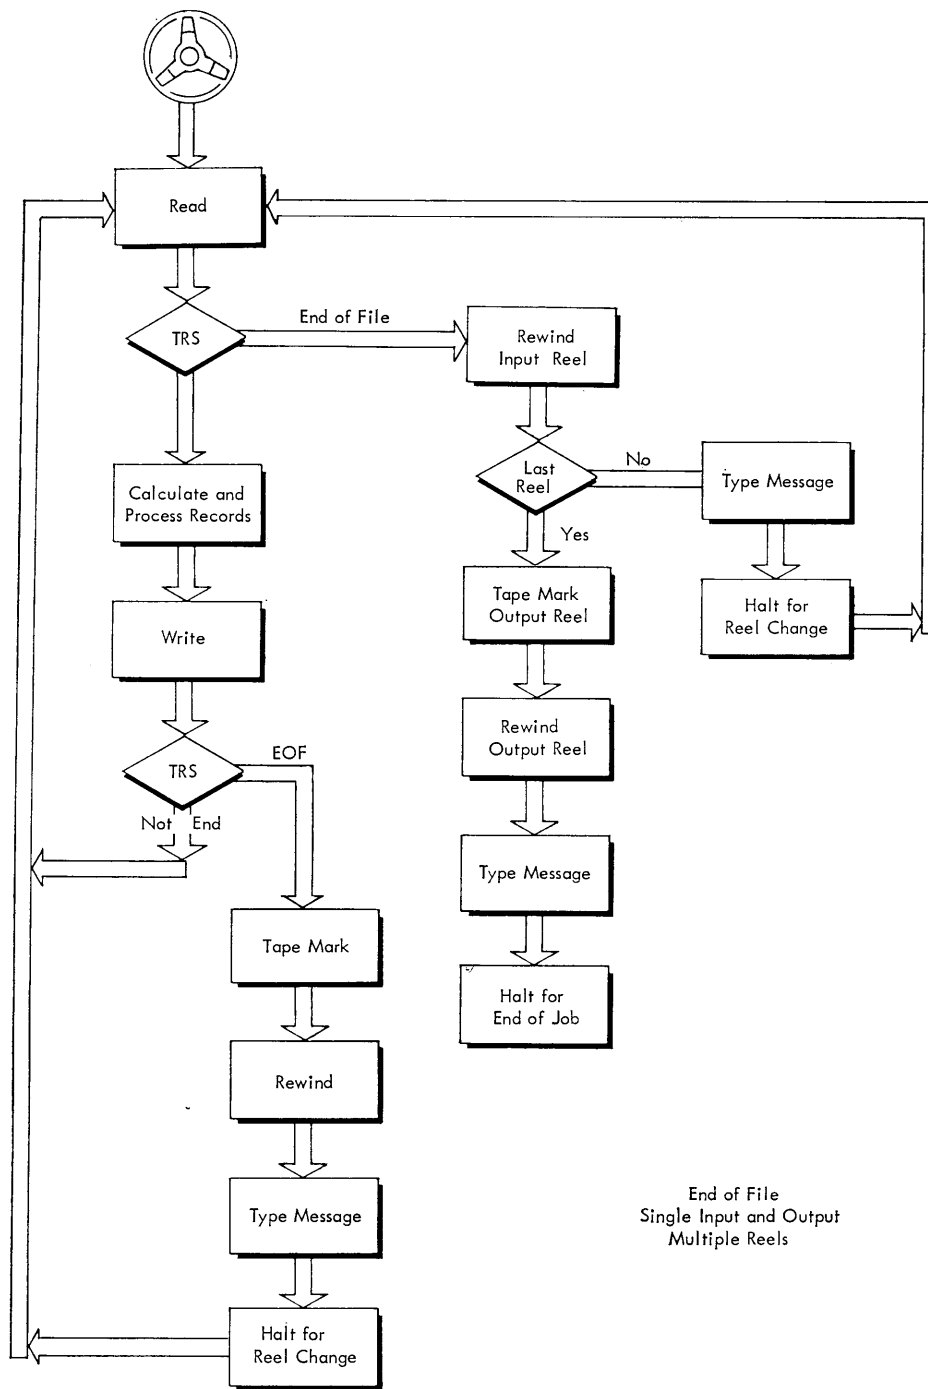 Read
TRS
End of File
Rewind
Input Reel
Last
Reel
No
Type Message
Halt for
Reel Change
Yes
Calculate and
Process Records
Tape Mark
Output Reel
Write
Rewind
Output Reel
TRS
EOF
Not End
Type Message
Tape Mark
Halt for
End of Job
Rewind
Type Message
Halt for
Reel Change
End of File
Single Input and Output
Multiple Reels